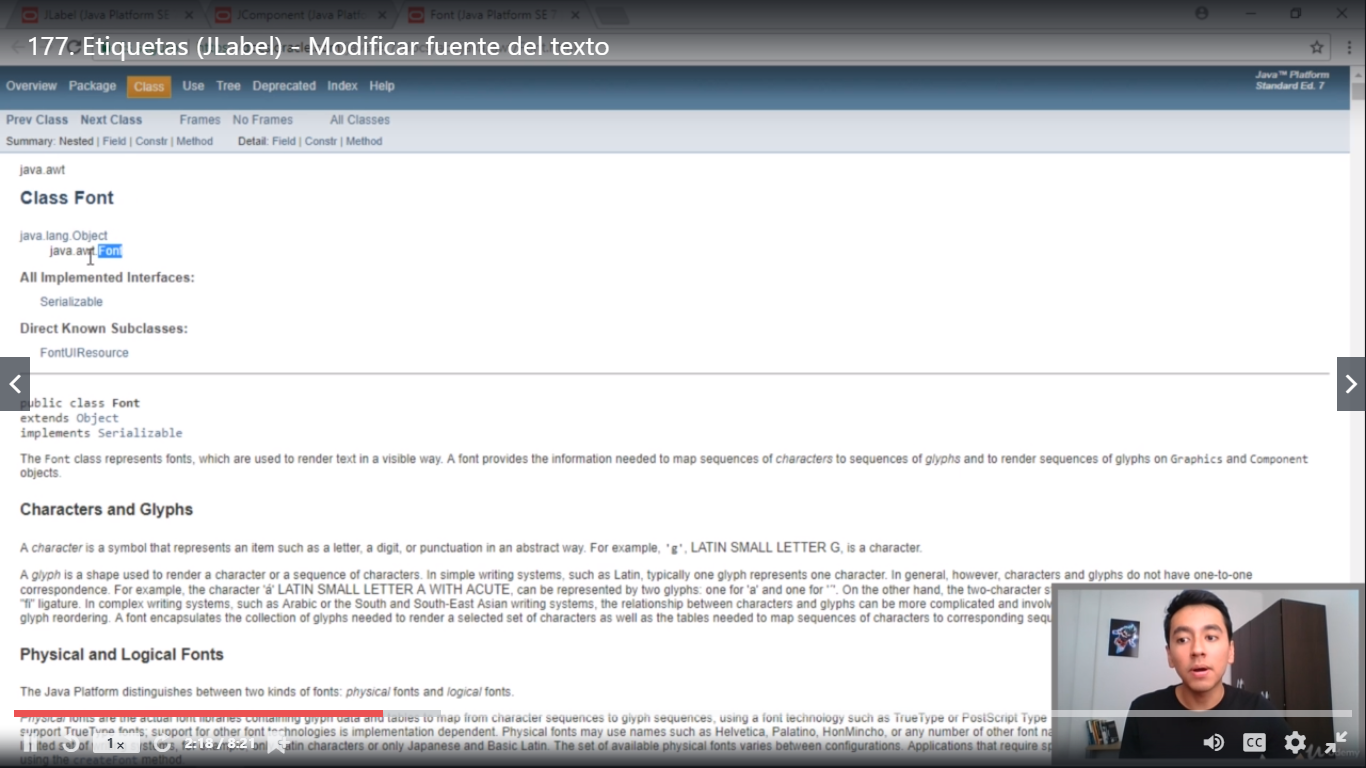 JLabel (Java Platform SE
JComponent (Java Platf
Font (Java Platform SE 7
177. Etiquetas (JLabel) - Modificar fuente del texto
Overview Package Class Use Tree Deprecated Index Help
Java™ Platform
Standard Ed. 7
Prev Class Next Class Frames No Frames All Classes
Summary: Nested | Field | Constr | Method Detail: Field | Constr | Method
java.awt
Class Font
java.lang.Object
java.awt.Font
All Implemented Interfaces:
Serializable
Direct Known Subclasses:
FontUIResource
public class Font
extends Object
implements Serializable
The Font class represents fonts, which are used to render text in a visible way. A font provides the information needed to map sequences of characters to sequences of glyphs and to render sequences of glyphs on Graphics and Component
objects.
Characters and Glyphs
A character is a symbol that represents an item such as a letter, a digit, or punctuation in an abstract way. For example, 'g', LATIN SMALL LETTER G, is a character.
A glyph is a shape used to render a character or a sequence of characters. In simple writing systems, such as Latin, typically one glyph represents one character. In general, however, characters and glyphs do not have one-to-one
correspondence. For example, the character 'á' LATIN SMALL LETTER A WITH ACUTE, can be represented by two glyphs: one for 'a' and one for '´'. On the other hand, the two-character s
"fi" ligature. In complex writing systems, such as Arabic or the South and South-East Asian writing systems, the relationship between characters and glyphs can be more complicated and involv
glyph reordering. A font encapsulates the collection of glyphs needed to render a selected set of characters as well as the tables needed to map sequences of characters to corresponding sequ
Physical and Logical Fonts
The Java Platform distinguishes between two kinds of fonts: physical fonts and logical fonts.
Physical fonts are the actual font libraries containing glyph data and tables to map from character sequences to glyph sequences, using a font technology such as TrueType or PostScript Type
support TrueType fonts; support for other font technologies is implementation dependent. Physical fonts may use names such as Helvetica, Palatino, HonMincho, or any number of other font na
set of Latin characters or only Japanese and Basic Latin. The set of available physical fonts varies between configurations. Applications that require sp
using the createFont method.
1x 2:18 / 8:21
CC